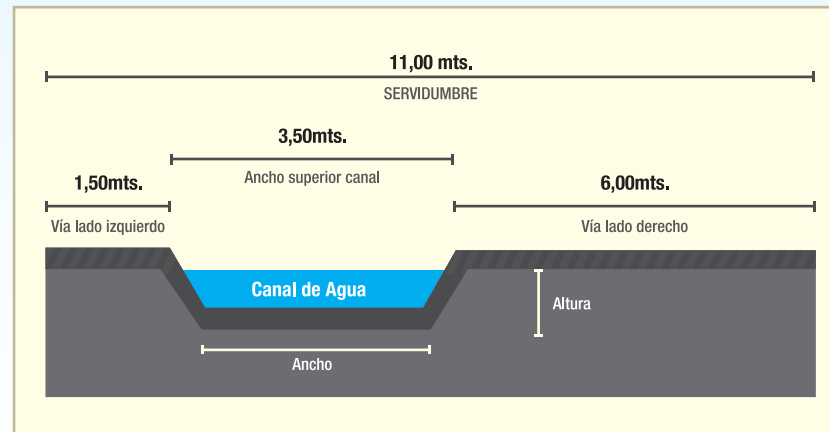 11,00 mts.
SERVIDUMBRE
3,50mts.
Ancho superior canal
1,50mts.
6,00mts.
Vía lado izquierdo
Vía lado derecho
Canal de Agua
Altura
Ancho